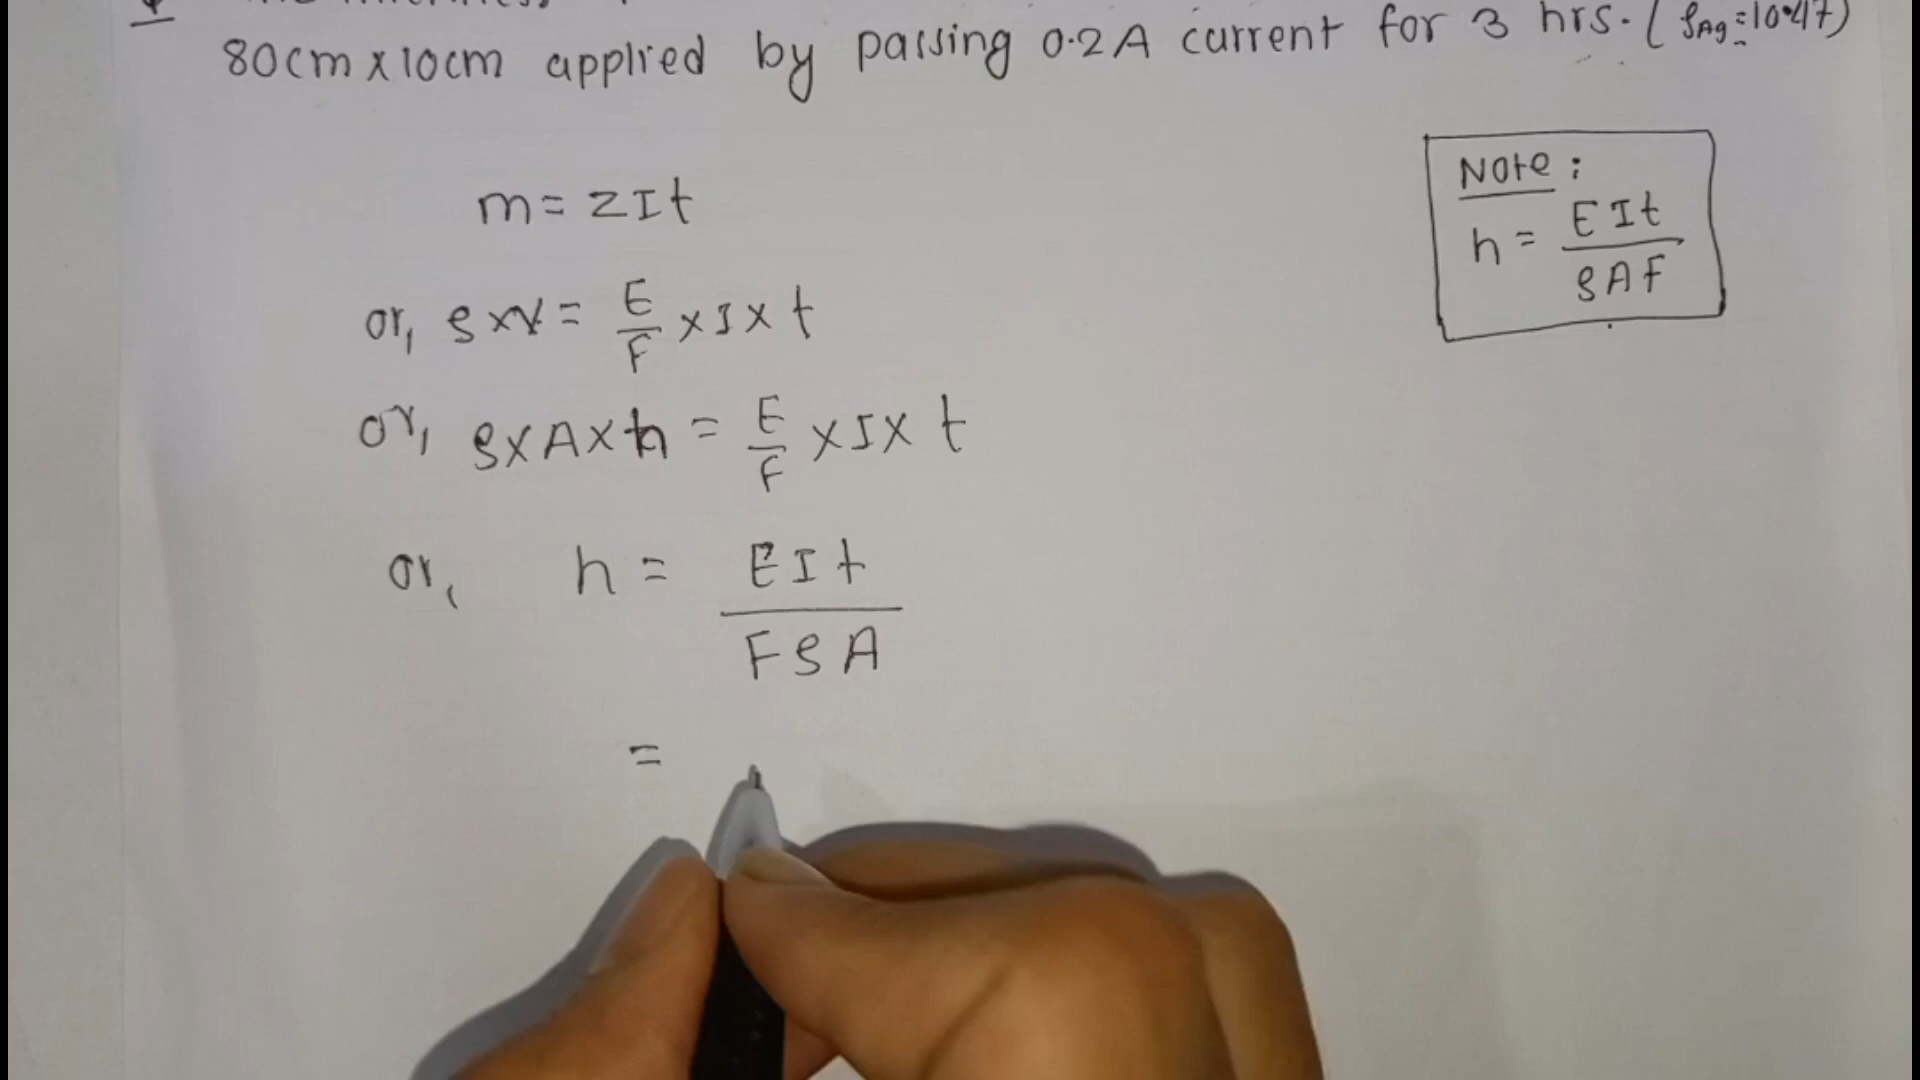 80cm x 10cm applied by passing 0.2A current for 3 hrs. (ρAg = 10.47)
m = ZIt
or, ρ x V = E/F x I x t
or, ρ x A x h = E/F x I x t
or, h = EIt / FρA
=
Note :
h = EIt / ρAF